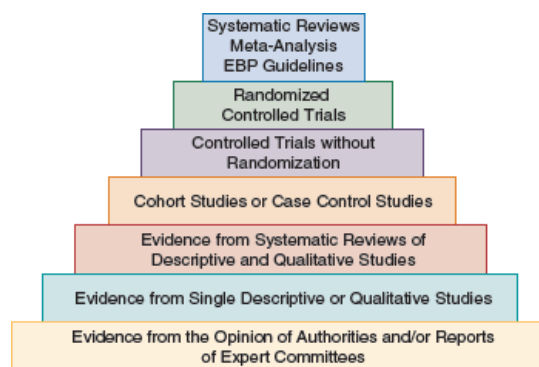 Systematic Reviews
Meta-Analysis
EBP Guidelines
Randomized
Controlled Trials
Controlled Trials without
Randomization
Cohort Studies or Case Control Studies
Evidence from Systematic Reviews of
Descriptive and Qualitative Studies
Evidence from Single Descriptive or Qualitative Studies
Evidence from the Opinion of Authorities and/or Reports
of Expert Committees